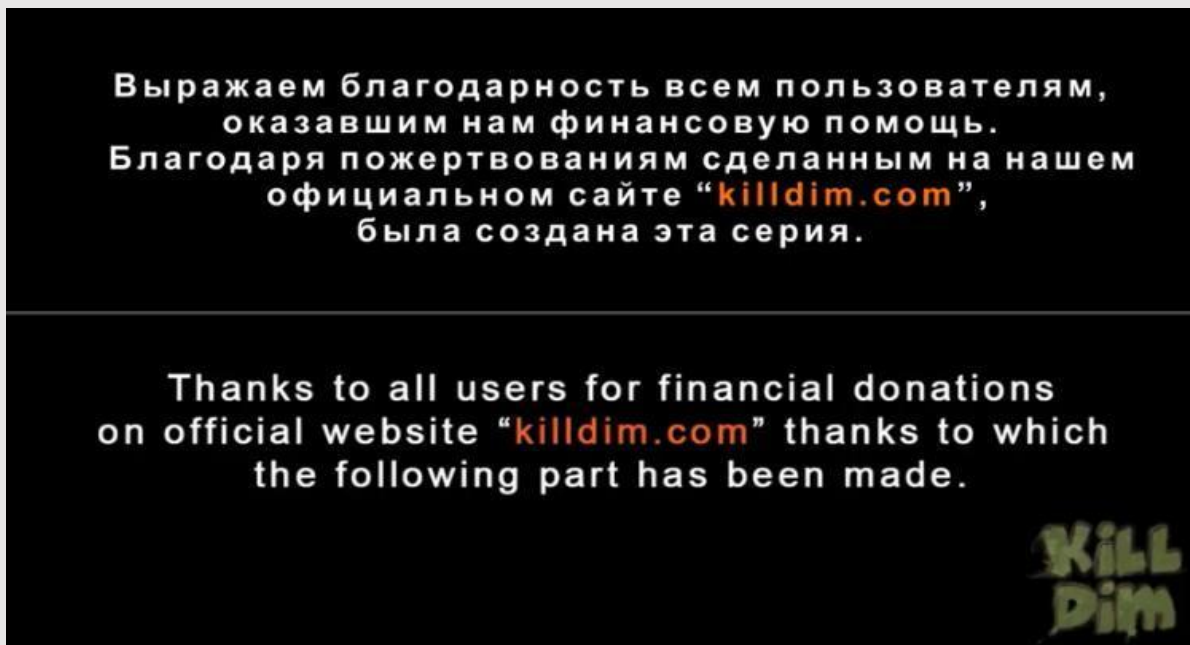 Выражаем благодарность всем пользователям,
оказавшим нам финансовую помощь.
Благодаря пожертвованиям сделанным на нашем
официальном сайте “killdim.com”,
была создана эта серия.
Thanks to all users for financial donations
on official website “killdim.com” thanks to which
the following part has been made.
KiLL
Dim